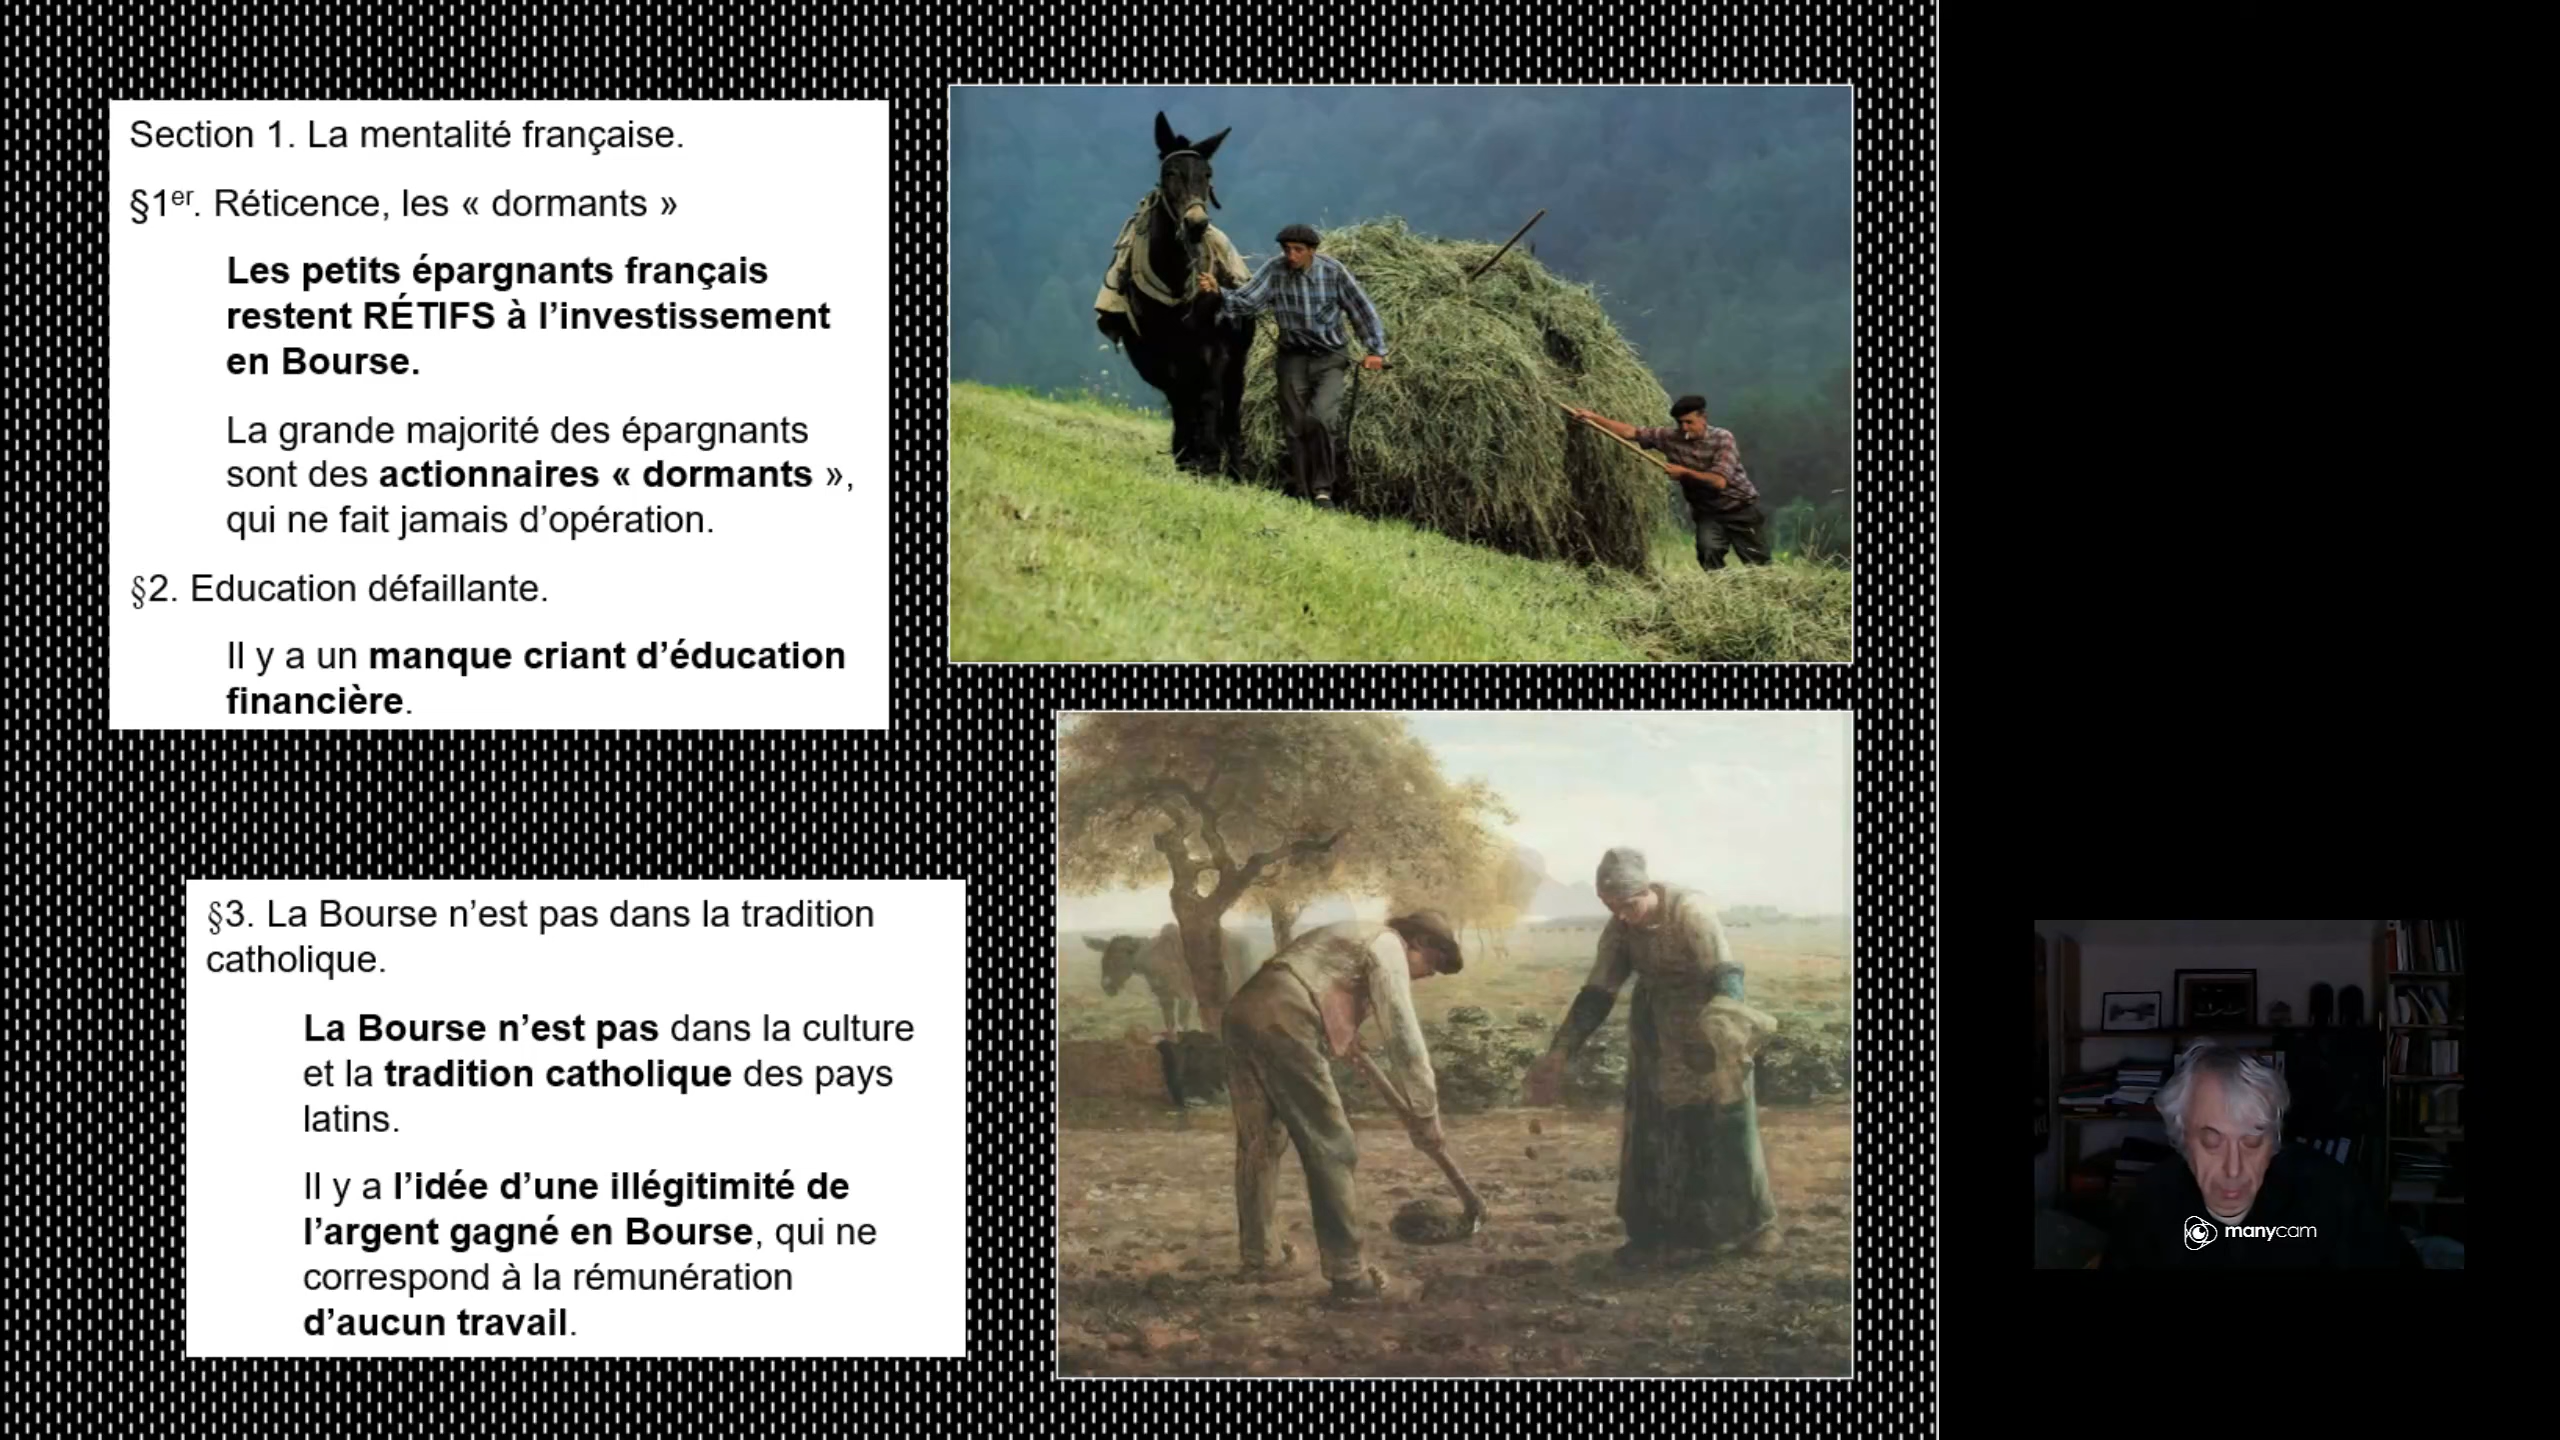 Section 1. La mentalité française.
§1er. Réticence, les « dormants »
Les petits épargnants français
restent RÉTIFS à l’investissement
en Bourse.
La grande majorité des épargnants
sont des actionnaires « dormants »,
qui ne fait jamais d’opération.
§2. Education défaillante.
Il y a un manque criant d’éducation
financière.
§3. La Bourse n’est pas dans la tradition
catholique.
La Bourse n’est pas dans la culture
et la tradition catholique des pays
latins.
Il y a l’idée d’une illégitimité de
l’argent gagné en Bourse, qui ne
correspond à la rémunération
d’aucun travail.
manycam